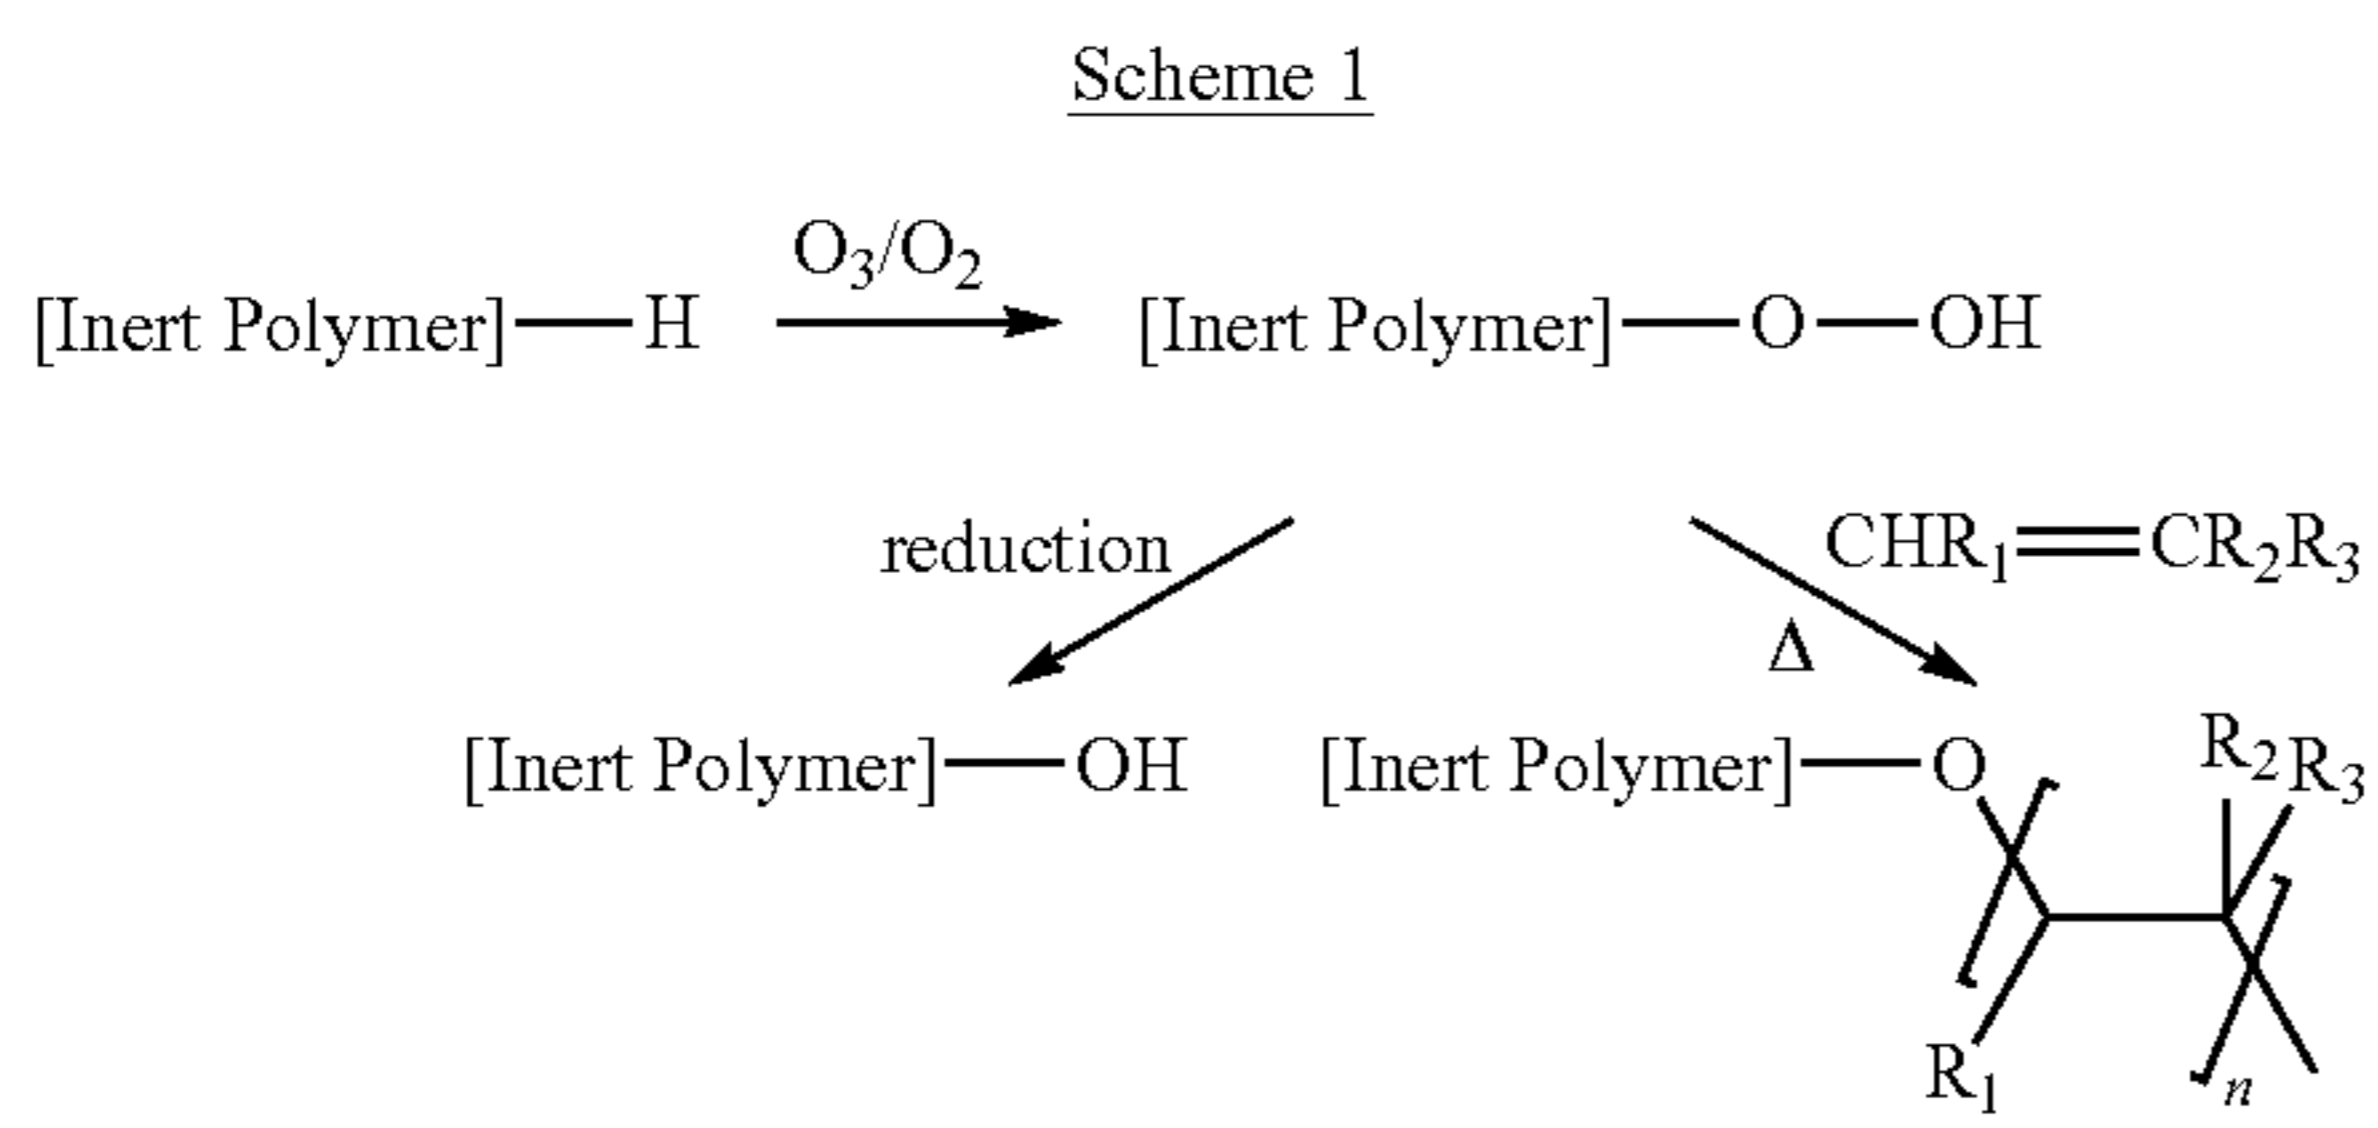 Scheme 1
O₃/O₂
[Inert Polymer]—H [Inert Polymer]—O—OH
reduction CHR₁=CR₂R₃
Δ
[Inert Polymer]—OH [Inert Polymer]—O R₂R₃
R₁ n